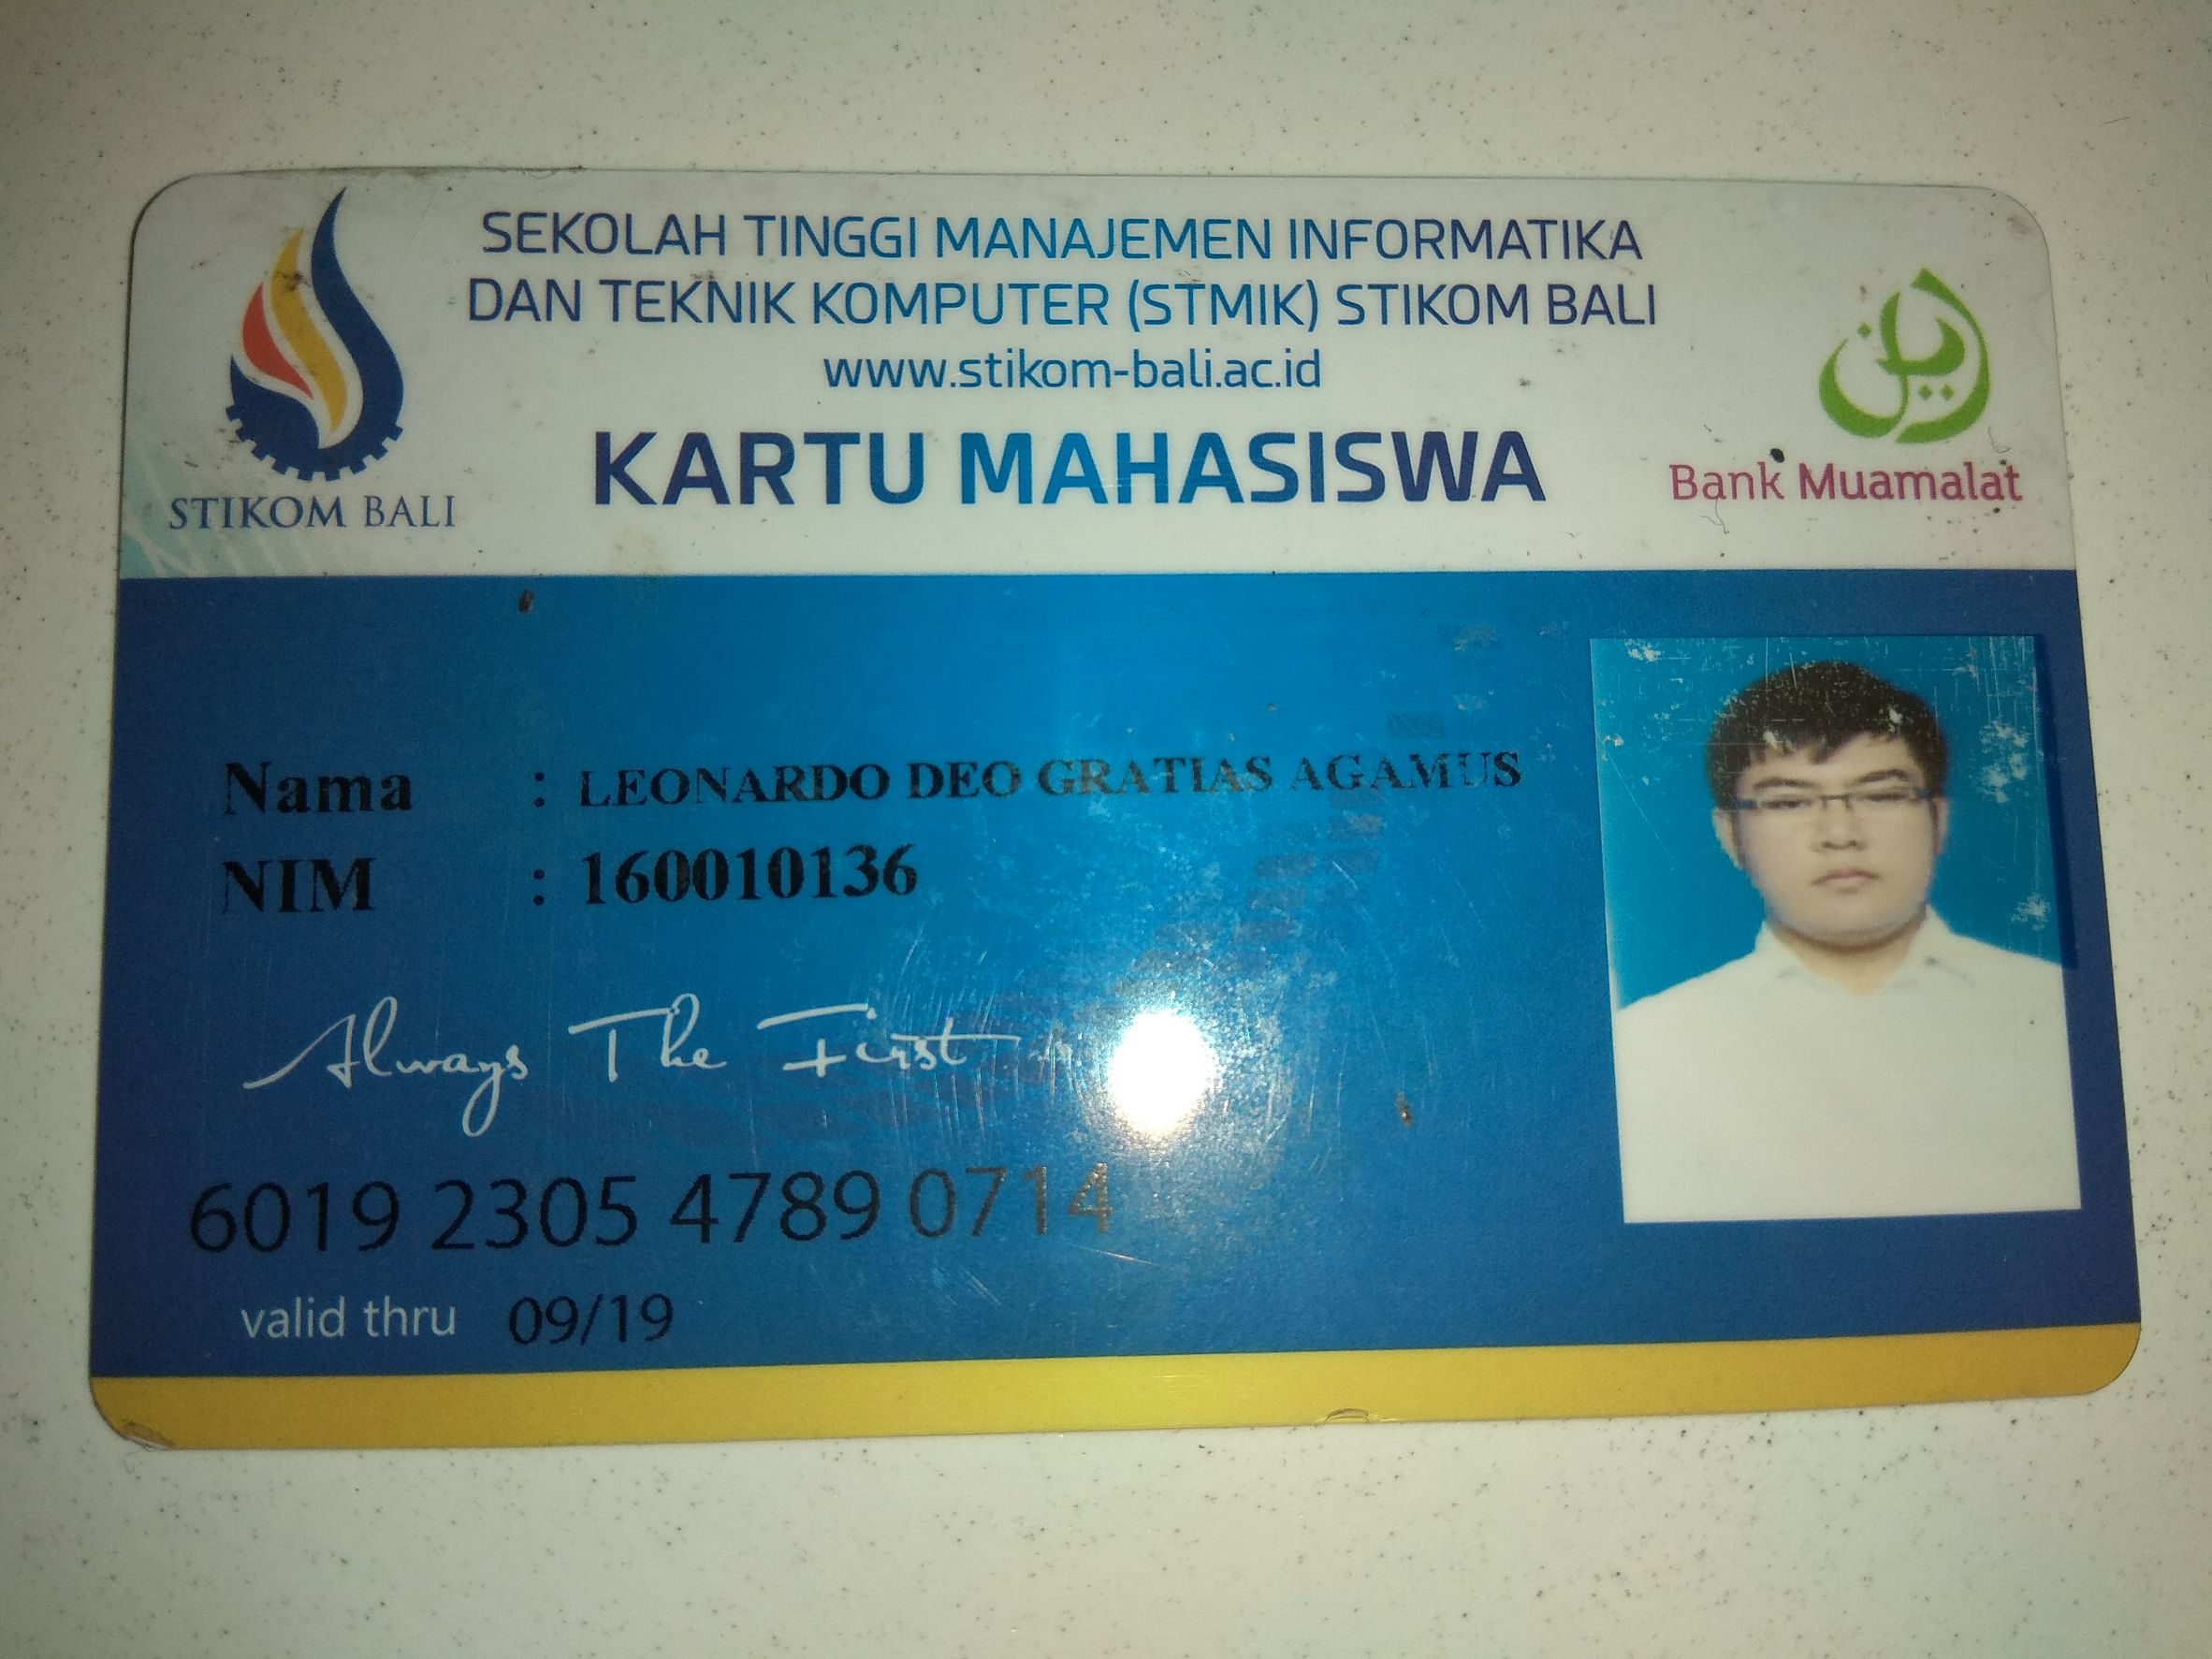 SEKOLAH TINGGI MANAJEMEN INFORMATIKA
DAN TEKNIK KOMPUTER (STMIK) STIKOM BALI
www.stikom-bali.ac.id
KARTU MAHASISWA
STIKOM BALI
Bank Muamalat
Nama : LEONARDO DEO GRATIAS AGAMUS
NIM : 160010136
Always The First
6019 2305 4789 0714
valid thru 09/19